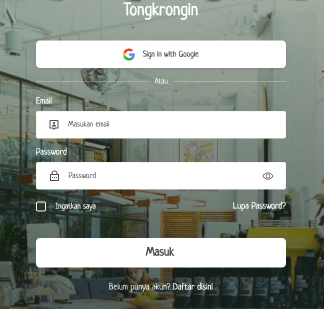 Tongkrongin
Sign in with Google
Atau
Email
Masukan email
Password
Password
Ingatkan saya Lupa Password?
Masuk
Belum punya akun? Daftar disini